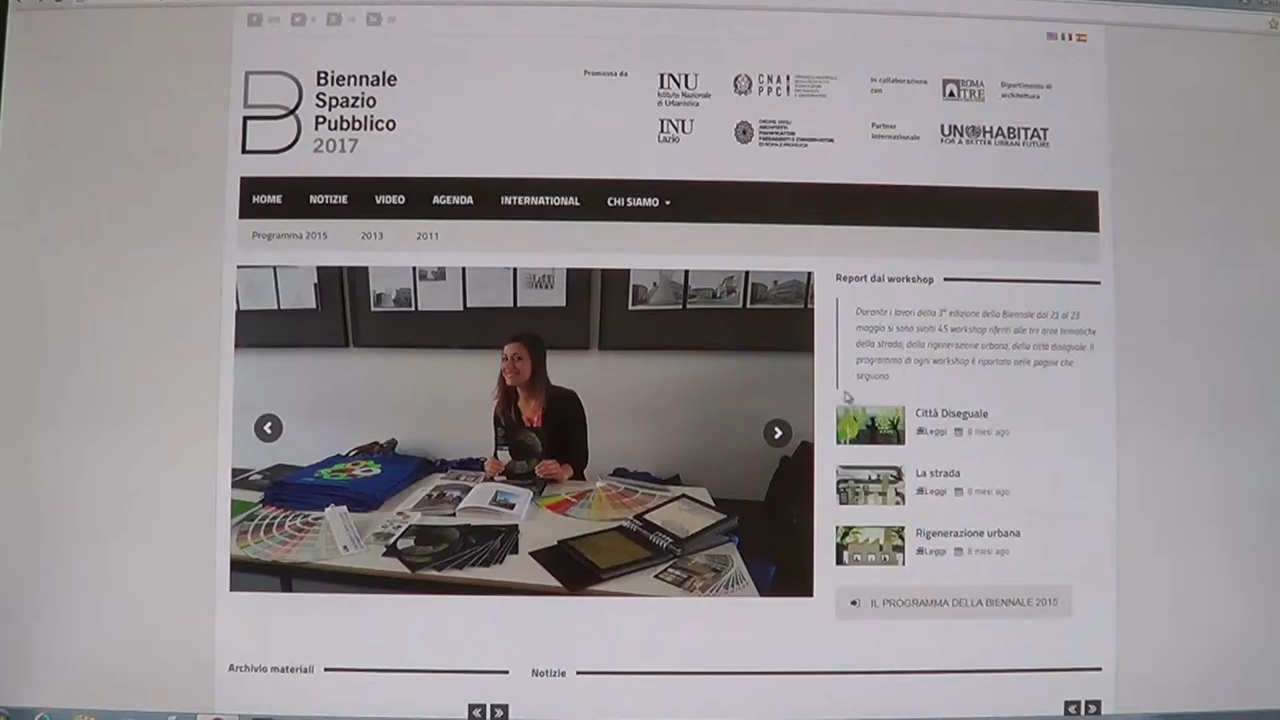 Biennale
Spazio
Pubblico
2017
Promossa da
INU
Istituto Nazionale
di Urbanistica
CNA
PPC
In collaborazione
con
ROMA
TRE
Dipartimento di
architettura
INU
Lazio
Partner
Internazionale
UN HABITAT
FOR A BETTER URBAN FUTURE
HOME NOTIZIE VIDEO AGENDA INTERNATIONAL CHI SIAMO
Programma 2015 2013 2011
Report dai workshop
Durante i lavori della 3° edizione della Biennale dal 21 al 23
maggio si sono svolti 45 workshop riferiti alle tre aree tematiche
della strada, della rigenerazione urbana, della città diseguale. Il
programma di ogni workshop è riportato nelle pagine che
seguono.
Città Diseguale
Leggi 8 mesi ago
La strada
Leggi 8 mesi ago
Rigenerazione urbana
Leggi 8 mesi ago
IL PROGRAMMA DELLA BIENNALE 2015
Archivio materiali
Notizie